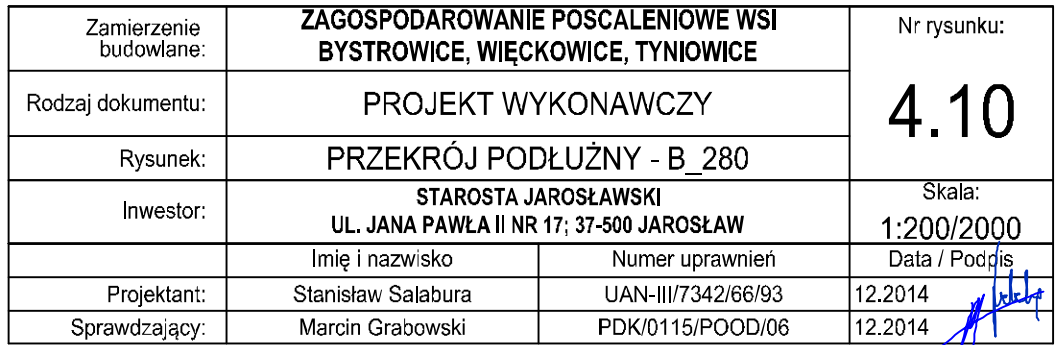 Zamierzenie budowlane:
ZAGOSPODAROWANIE POSCALENIOWE WSI
BYSTROWICE, WIĘCKOWICE, TYNIOWICE
Nr rysunku:
4.10
Rodzaj dokumentu:
PROJEKT WYKONAWCZY
Rysunek:
PRZEKRÓJ PODŁUŻNY - B_280
Inwestor:
STAROSTA JAROSŁAWSKI
UL. JANA PAWŁA II NR 17; 37-500 JAROSŁAW
Skala:
1:200/2000
Imię i nazwisko
Numer uprawnień
Data / Podpis
Projektant:
Stanisław Salabura
UAN-III/7342/66/93
12.2014
Sprawdzający:
Marcin Grabowski
PDK/0115/POOD/06
12.2014